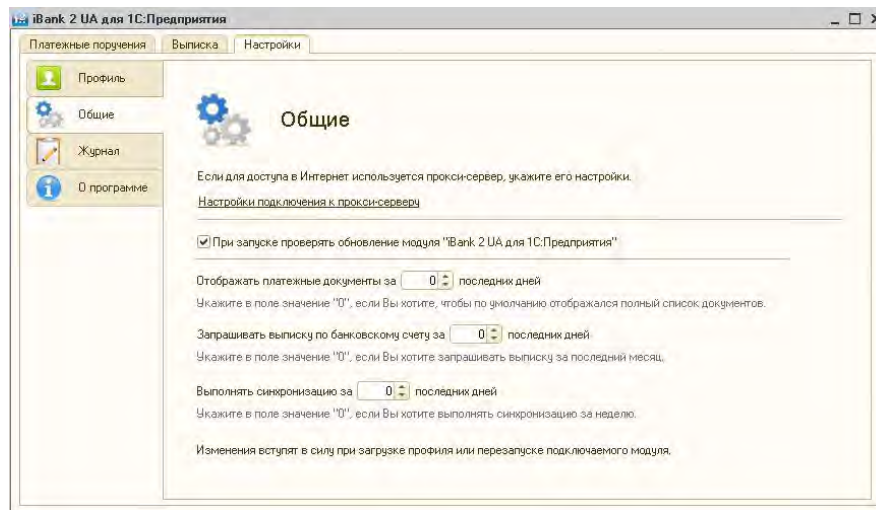 iBank 2 UA для 1С:Предприятия
Платежные поручения Выписка Настройки
Профиль
Общие
Журнал
О программе
Общие
Если для доступа в Интернет используется прокси-сервер, укажите его настройки.
Настройки подключения к прокси-серверу
При запуске проверять обновление модуля "iBank 2 UA для 1С:Предприятия"
Отображать платежные документы за 0 последних дней
Укажите в поле значение "0", если Вы хотите, чтобы по умолчанию отображался полный список документов.
Запрашивать выписку по банковскому счету за 0 последних дней
Укажите в поле значение "0", если Вы хотите запрашивать выписку за последний месяц.
Выполнять синхронизацию за 0 последних дней
Укажите в поле значение "0", если Вы хотите выполнять синхронизацию за неделю.
Изменения вступят в силу при загрузке профиля или перезапуске подключаемого модуля.